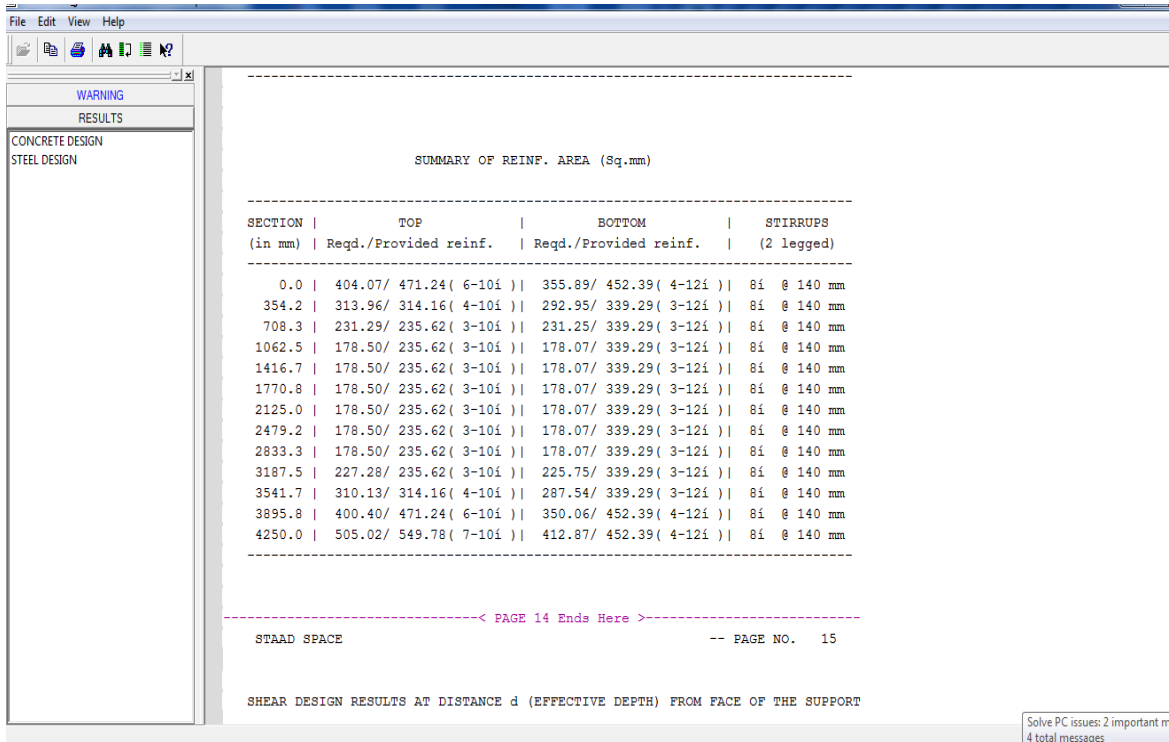 File Edit View Help
WARNING
RESULTS
CONCRETE DESIGN
STEEL DESIGN
---------------------------------------------------------------------------
SUMMARY OF REINF. AREA (Sq.mm)
---------------------------------------------------------------------------
SECTION | TOP | BOTTOM | STIRRUPS
(in mm) | Reqd./Provided reinf. | Reqd./Provided reinf. | (2 legged)
---------------------------------------------------------------------------
0.0 | 404.07/ 471.24( 6-10í )| 355.89/ 452.39( 4-12í )| 8í @ 140 mm
354.2 | 313.96/ 314.16( 4-10í )| 292.95/ 339.29( 3-12í )| 8í @ 140 mm
708.3 | 231.29/ 235.62( 3-10í )| 231.25/ 339.29( 3-12í )| 8í @ 140 mm
1062.5 | 178.50/ 235.62( 3-10í )| 178.07/ 339.29( 3-12í )| 8í @ 140 mm
1416.7 | 178.50/ 235.62( 3-10í )| 178.07/ 339.29( 3-12í )| 8í @ 140 mm
1770.8 | 178.50/ 235.62( 3-10í )| 178.07/ 339.29( 3-12í )| 8í @ 140 mm
2125.0 | 178.50/ 235.62( 3-10í )| 178.07/ 339.29( 3-12í )| 8í @ 140 mm
2479.2 | 178.50/ 235.62( 3-10í )| 178.07/ 339.29( 3-12í )| 8í @ 140 mm
2833.3 | 178.50/ 235.62( 3-10í )| 178.07/ 339.29( 3-12í )| 8í @ 140 mm
3187.5 | 227.28/ 235.62( 3-10í )| 225.75/ 339.29( 3-12í )| 8í @ 140 mm
3541.7 | 310.13/ 314.16( 4-10í )| 287.54/ 339.29( 3-12í )| 8í @ 140 mm
3895.8 | 400.40/ 471.24( 6-10í )| 350.06/ 452.39( 4-12í )| 8í @ 140 mm
4250.0 | 505.02/ 549.78( 7-10í )| 412.87/ 452.39( 4-12í )| 8í @ 140 mm
---------------------------------------------------------------------------
--------------------------------< PAGE 14 Ends Here >---------------------------
STAAD SPACE -- PAGE NO. 15
SHEAR DESIGN RESULTS AT DISTANCE d (EFFECTIVE DEPTH) FROM FACE OF THE SUPPORT
Solve PC issues: 2 important m
4 total messages